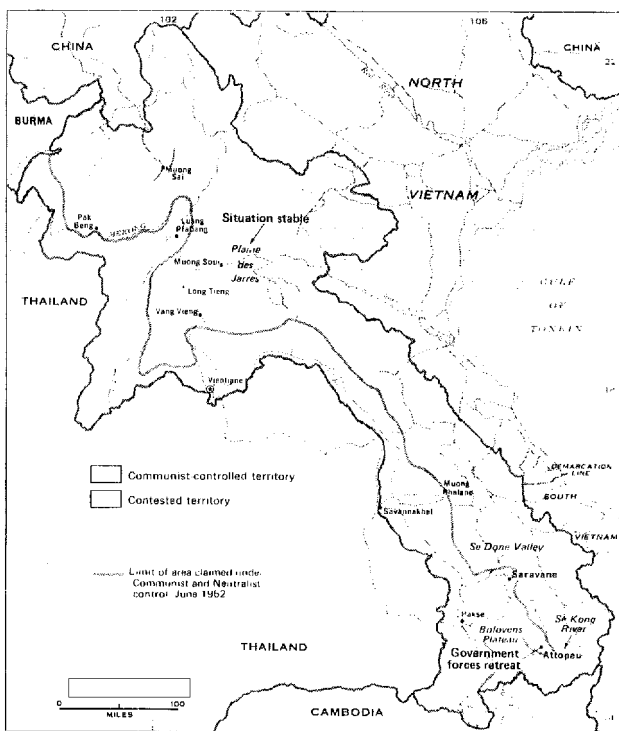 102
106
CHINA
CHINA
22
NORTH
BURMA
VIETNAM
Muong
Sai
Pak
Beng
MEKONG
Luang
Prabang
Situation stable
Plaine
des
Jarres
Muong Soui
Long Tieng
Vang Vieng
THAILAND
GULF
OF
TONKIN
18
Vientiane
Communist-controlled territory
Contested territory
DEMARCATION
LINE
SOUTH
VIETNAM
Muong
Phalane
Savannakhet
Se Done Valley
Saravane
Limit of area claimed under
Communist and Neutralist
control June 1962
Pakse
Bolovens
Plateau
Se Kong
River
THAILAND
Government
forces retreat
Attopeu
0
100
MILES
CAMBODIA